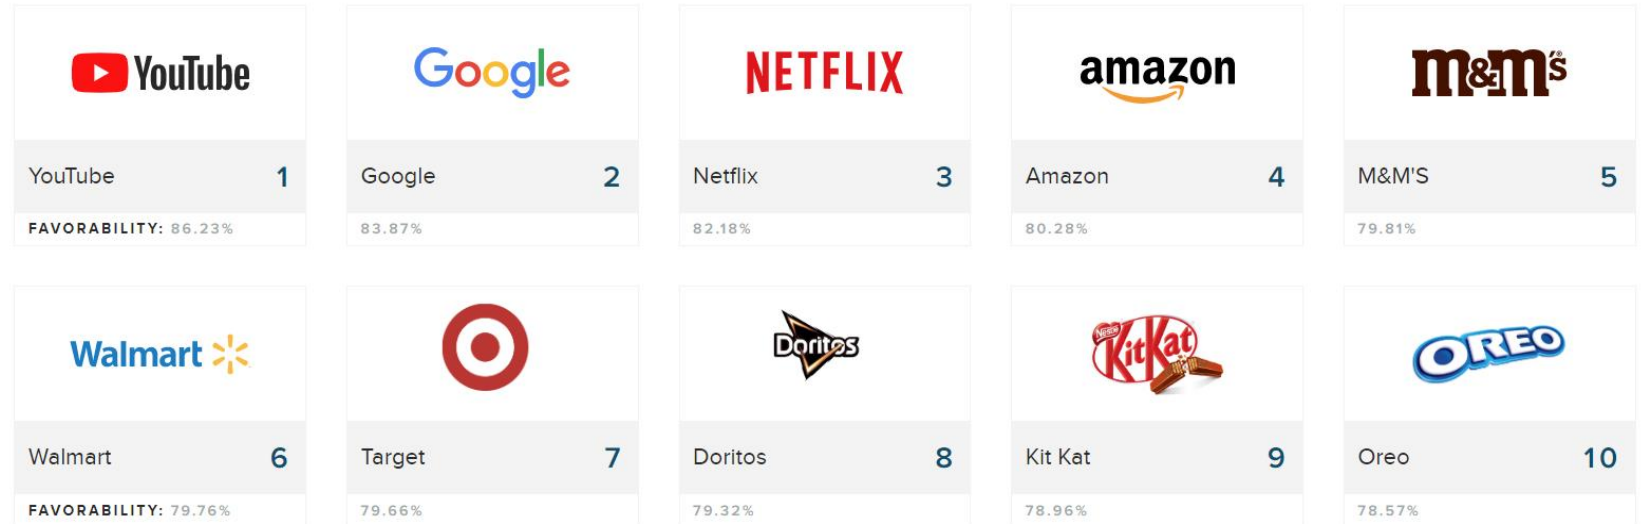 YouTube
Google
NETFLIX
amazon
m&m's
YouTube 1
Google 2
Netflix 3
Amazon 4
M&M'S 5
FAVORABILITY: 86.23%
83.87%
82.18%
80.28%
79.81%
Walmart
Doritos
Nestle
KitKat
OREO
Walmart 6
Target 7
Doritos 8
Kit Kat 9
Oreo 10
FAVORABILITY: 79.76%
79.66%
79.32%
78.96%
78.57%